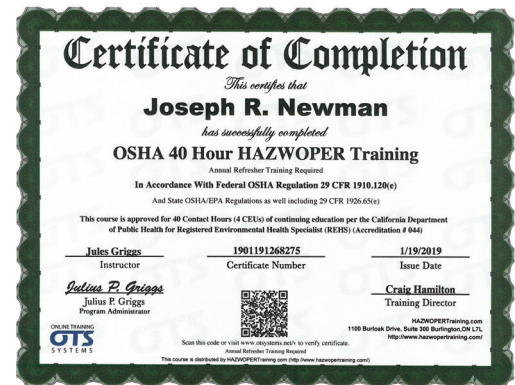 Certificate of Completion
This certifies that
Joseph R. Newman
has successfully completed
OSHA 40 Hour HAZWOPER Training
Annual Refresher Training Required
In Accordance With Federal OSHA Regulation 29 CFR 1910.120(e)
And State OSHA/EPA Regulations as well including 29 CFR 1926.65(e)
This course is approved for 40 Contact Hours (4 CEUs) of continuing education per the California Department
of Public Health for Registered Environmental Health Specialist (REHS) (Accreditation # 044)
Jules Griggs 1901191268275 1/19/2019
Instructor Certificate Number Issue Date
Julius P. Griggs
Julius P. Griggs
Program Administrator
Craig Hamilton
Training Director
ONLINE TRAINING
OTS
SYSTEMS
HAZWOPERTraining.com
1100 Burloak Drive, Suite 300 Burlington,ON L7L
http://www.hazwopertraining.com/
Scan this code or visit www.otsystems.net/v to verify certificate.
Annual Refresher Training Required
This course is distributed by HAZWOPERTraining.com (http://www.hazwopertraining.com/)